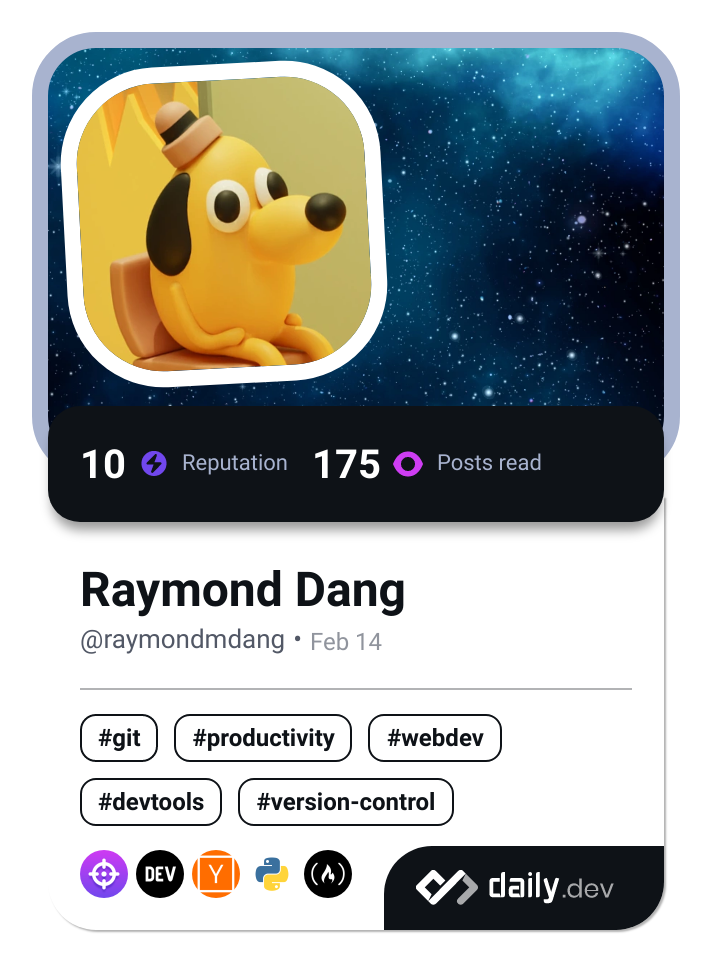 10 Reputation 175 Posts read
Raymond Dang
@raymondmdang • Feb 14
#git #productivity #webdev
#devtools #version-control
DEV Y
daily.dev